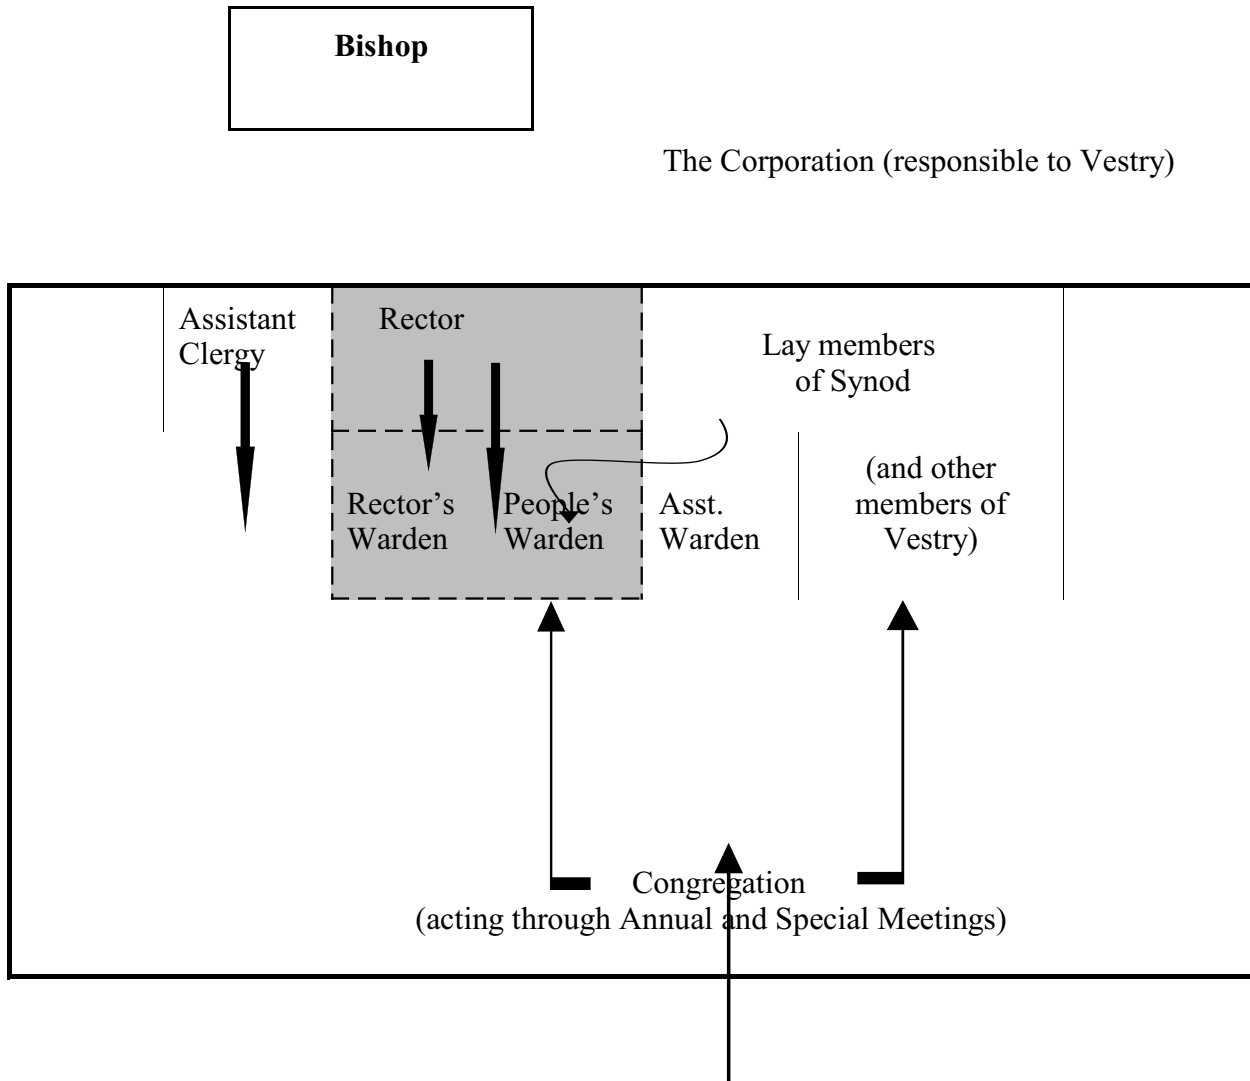 Bishop
The Corporation (responsible to Vestry)
Assistant
Clergy
Rector
Lay members
of Synod
Rector’s
Warden
People’s
Warden
Asst.
Warden
(and other
members of
Vestry)
Congregation
(acting through Annual and Special Meetings)